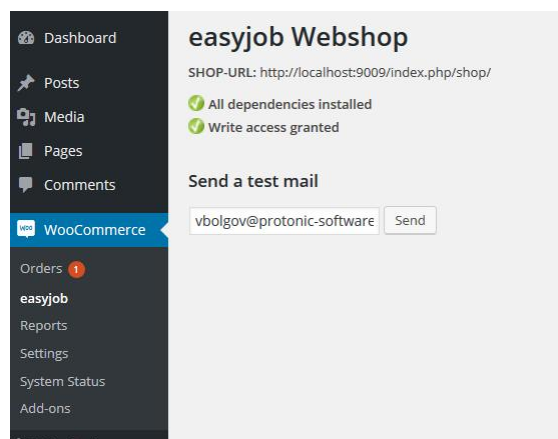 Dashboard
Posts
Media
Pages
Comments
Woo
WooCommerce
Orders 1
easyjob
Reports
Settings
System Status
Add-ons
easyjob Webshop
SHOP-URL: http://localhost:9009/index.php/shop/
All dependencies installed
Write access granted
Send a test mail
vbolgov@protonic-software
Send